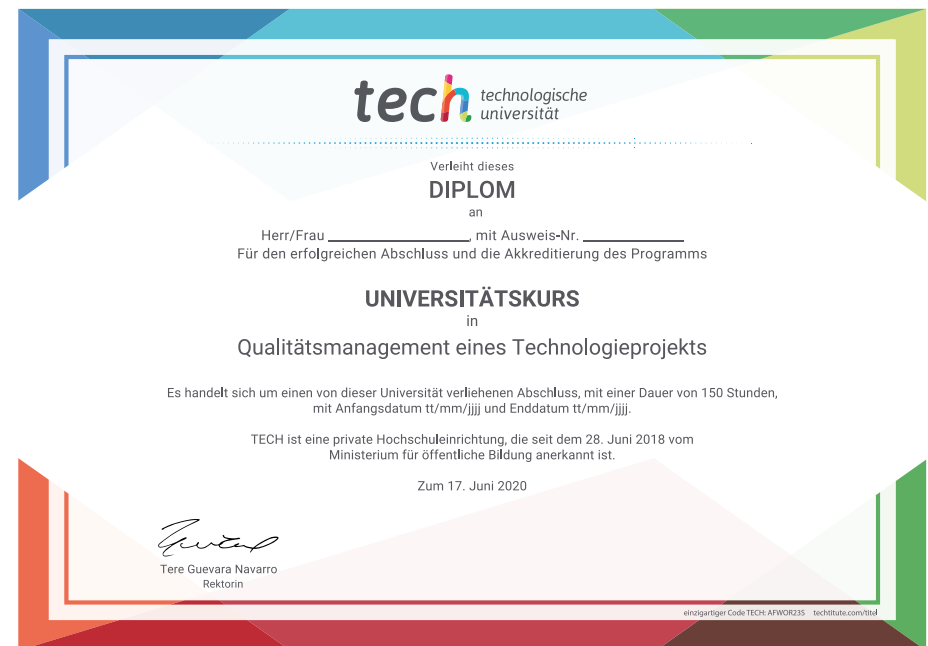 tech technologische
universität
Verleiht dieses
DIPLOM
an
Herr/Frau ____________, mit Ausweis-Nr. ____________
Für den erfolgreichen Abschluss und die Akkreditierung des Programms
UNIVERSITÄTSKURS
in
Qualitätsmanagement eines Technologieprojekts
Es handelt sich um einen von dieser Universität verliehenen Abschluss, mit einer Dauer von 150 Stunden,
mit Anfangsdatum tt/mm/jjjj und Enddatum tt/mm/jjjj.
TECH ist eine private Hochschuleinrichtung, die seit dem 28. Juni 2018 vom
Ministerium für öffentliche Bildung anerkannt ist.
Zum 17. Juni 2020
Tere Guevara Navarro
Rektorin
einzigartiger Code TECH: AFWOR23S techtitute.com/titel